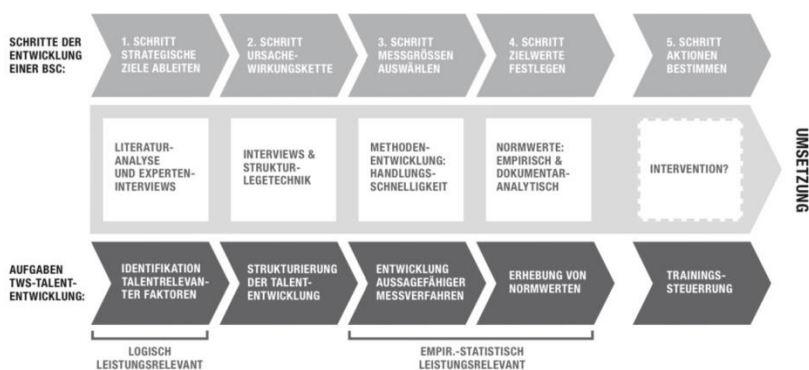 SCHRITTE DER
ENTWICKLUNG
EINER BSC:
1. SCHRITT
STRATEGISCHE
ZIELE ABLEITEN
2. SCHRITT
URSACHE-
WIRKUNGSKETTE
3. SCHRITT
MESSGRÖSSEN
AUSWÄHLEN
4. SCHRITT
ZIELWERTE
FESTLEGEN
5. SCHRITT
AKTIONEN
BESTIMMEN
LITERATUR-
ANALYSE
UND EXPERTEN-
INTERVIEWS
INTERVIEWS &
STRUKTUR-
LEGETECHNIK
METHODEN-
ENTWICKLUNG:
HANDLUNGS-
SCHNELLIGKEIT
NORMWERTE:
EMPIRISCH &
DOKUMENTAR-
ANALYTISCH
INTERVENTION?
UMSETZUNG
AUFGABEN
TWS-TALENT-
ENTWICKLUNG:
IDENTIFIKATION
TALENTRELEVAN-
TER FAKTOREN
STRUKTURIERUNG
DER TALENT-
ENTWICKLUNG
ENTWICKLUNG
AUSSAGEFÄHIGER
MESSVERFAHREN
ERHEBUNG VON
NORMWERTEN
TRAININGS-
STEUERRUNG
LOGISCH
LEISTUNGSRELEVANT
EMPIR.-STATISTISCH
LEISTUNGSRELEVANT